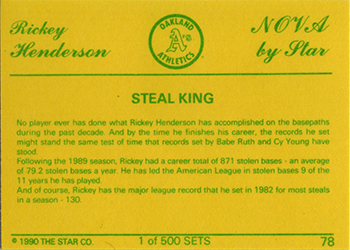 Rickey
Henderson
OAKLAND
A's
ATHLETICS
NOVA
by Star
STEAL KING
No player ever has done what Rickey Henderson has accomplished on the basepaths
during the past decade. And by the time he finishes his career, the records he set
might stand the same test of time that records set by Babe Ruth and Cy Young have
stood.
Following the 1989 season, Rickey had a career total of 871 stolen bases - an average
of 79.2 stolen bases a year. He has led the American League in stolen bases 9 of the
11 years he has played.
And of course, Rickey has the major league record that he set in 1982 for most steals
in a season - 130.
© 1990 THE STAR CO.
1 of 500 SETS
78